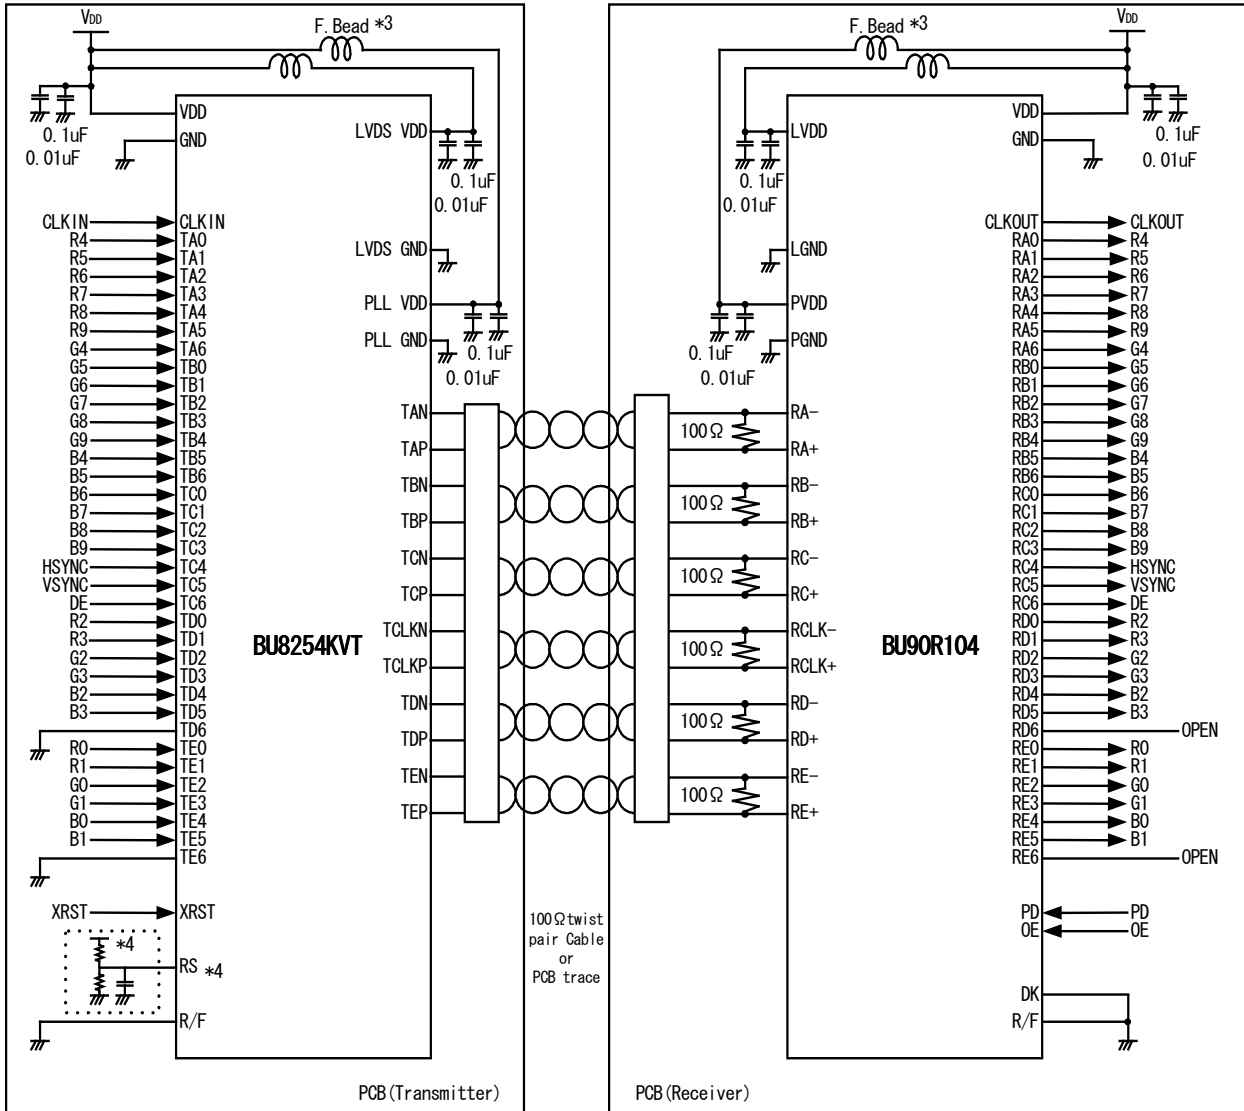 VDD
F. Bead *3
VDD
0.1uF
0.01uF
VDD
GND
LVDS VDD
0.1uF
0.01uF
LVDS GND
PLL VDD
PLL GND
0.1uF
0.01uF
CLKIN CLKIN
R4 TA0
R5 TA1
R6 TA2
R7 TA3
R8 TA4
R9 TA5
G4 TA6
G5 TB0
G6 TB1
G7 TB2
G8 TB3
G9 TB4
B4 TB5
B5 TB6
B6 TC0
B7 TC1
B8 TC2
B9 TC3
HSYNC TC4
VSYNC TC5
DE TC6
R2 TD0
R3 TD1
G2 TD2
G3 TD3
B2 TD4
B3 TD5
TD6
R0 TE0
R1 TE1
G0 TE2
G1 TE3
B0 TE4
B1 TE5
TE6
XRST XRST
*4
RS *4
R/F
BU8254KVT
TAN
TAP
TBN
TBP
TCN
TCP
TCLKN
TCLKP
TDN
TDP
TEN
TEP
PCB(Transmitter)
100Ωtwist
pair Cable
or
PCB trace
F. Bead *3
VDD
VDD
GND
0.1uF
0.01uF
LVDD
0.1uF
0.01uF
LGND
PVDD
PGND
0.1uF
0.01uF
100Ω
RA-
RA+
100Ω
RB-
RB+
100Ω
RC-
RC+
100Ω
RCLK-
RCLK+
100Ω
RD-
RD+
100Ω
RE-
RE+
BU90R104
CLKOUT CLKOUT
RA0 R4
RA1 R5
RA2 R6
RA3 R7
RA4 R8
RA5 R9
RA6 G4
RB0 G5
RB1 G6
RB2 G7
RB3 G8
RB4 G9
RB5 B4
RB6 B5
RC0 B6
RC1 B7
RC2 B8
RC3 B9
RC4 HSYNC
RC5 VSYNC
RC6 DE
RD0 R2
RD1 R3
RD2 G2
RD3 G3
RD4 B2
RD5 B3
RD6 OPEN
RE0 R0
RE1 R1
RE2 G0
RE3 G1
RE4 B0
RE5 B1
RE6 OPEN
PD PD
OE OE
DK
R/F
PCB(Receiver)